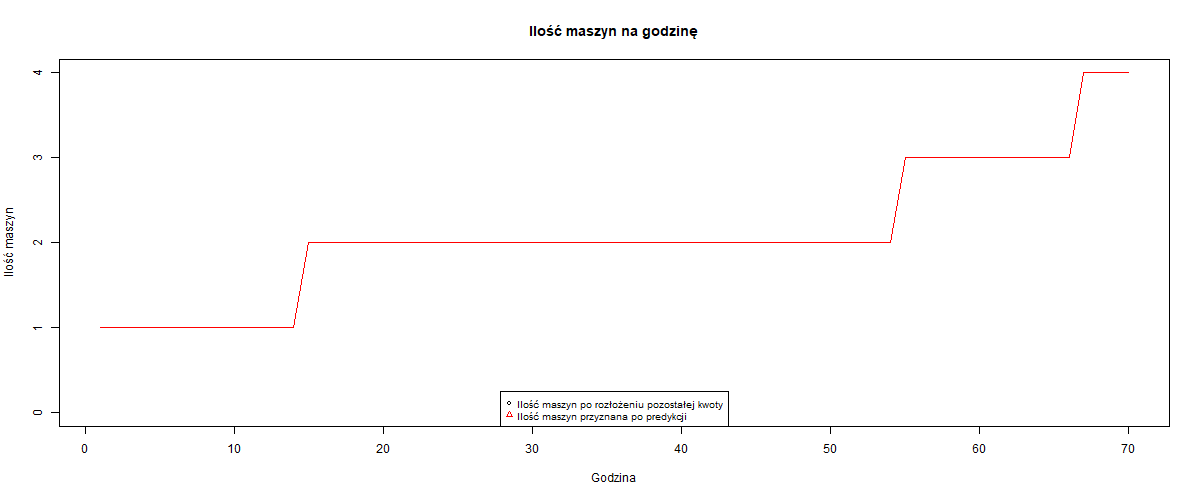 Ilość maszyn na godzinę
Ilość maszyn
4
3
2
1
0
Ilość maszyn po rozłożeniu pozostałej kwoty
Ilość maszyn przyznana po predykcji
0 10 20 30 40 50 60 70
Godzina